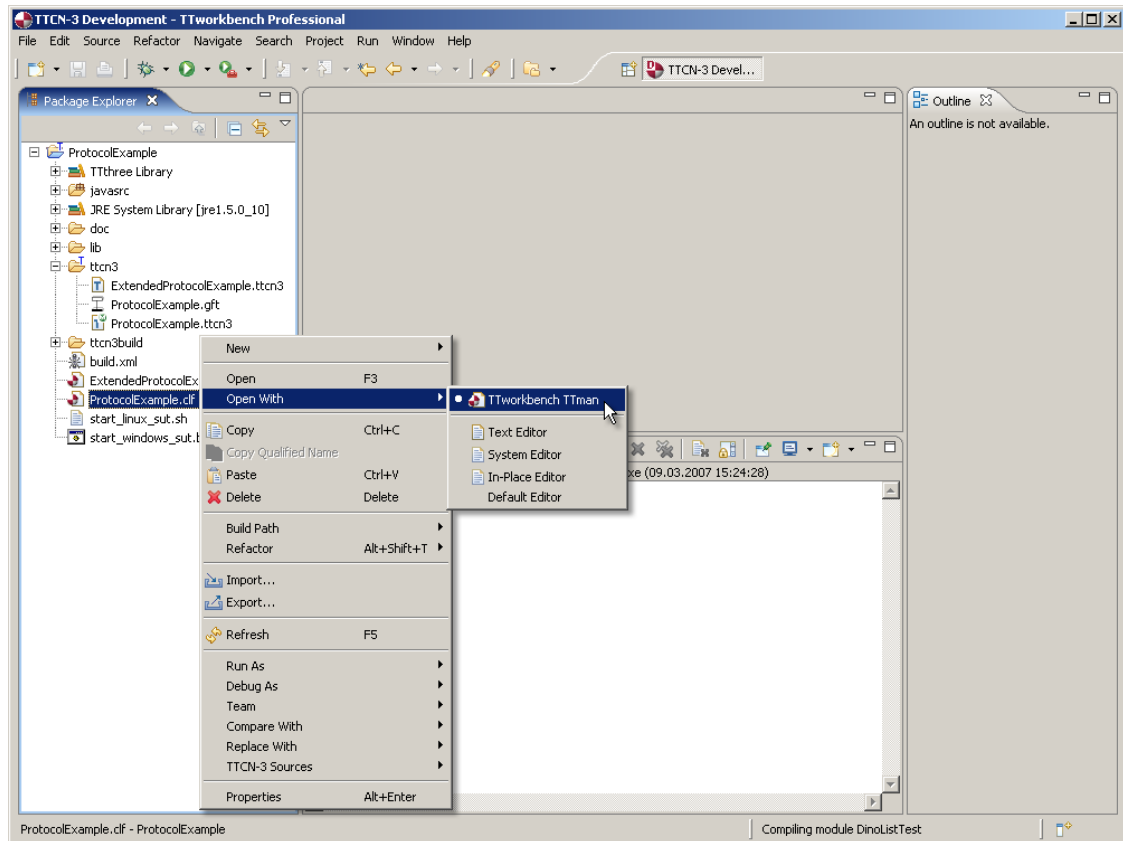 TTCN-3 Development - TTworkbench Professional
File Edit Source Refactor Navigate Search Project Run Window Help
TTCN-3 Devel...
Package Explorer
Outline
An outline is not available.
ProtocolExample
TTthree Library
javasrc
JRE System Library [jre1.5.0_10]
doc
lib
ttcn3
ExtendedProtocolExample.ttcn3
ProtocolExample.gft
ProtocolExample.ttcn3
ttcn3build
build.xml
ExtendedProtocolEx
ProtocolExample.clf
start_linux_sut.sh
start_windows_sut.b
New
Open F3
Open With
Copy Ctrl+C
Copy Qualified Name
Paste Ctrl+V
Delete Delete
Build Path
Refactor Alt+Shift+T
Import...
Export...
Refresh F5
Run As
Debug As
Team
Compare With
Replace With
TTCN-3 Sources
Properties Alt+Enter
TTworkbench TTman
Text Editor
System Editor
In-Place Editor
Default Editor
xe (09.03.2007 15:24:28)
ProtocolExample.clf - ProtocolExample
Compiling module DinoListTest